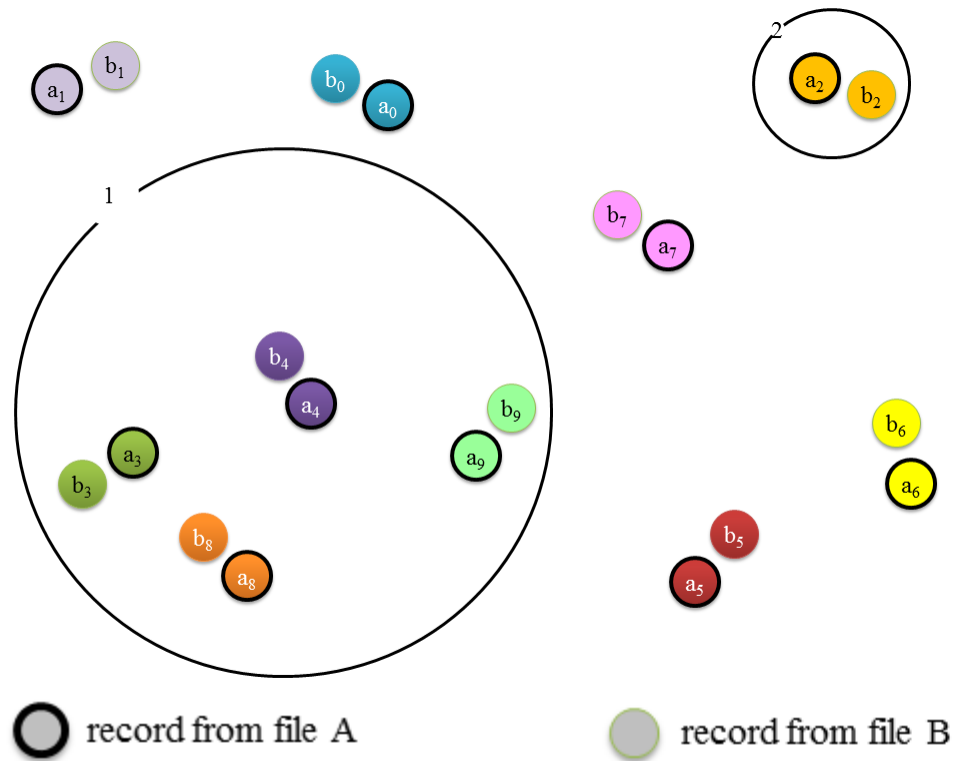 b1
a1
b0
a0
2
a2
b2
1
b7
a7
b4
a4
b9
a9
a3
b3
b6
a6
b8
a8
b5
a5
record from file A
record from file B